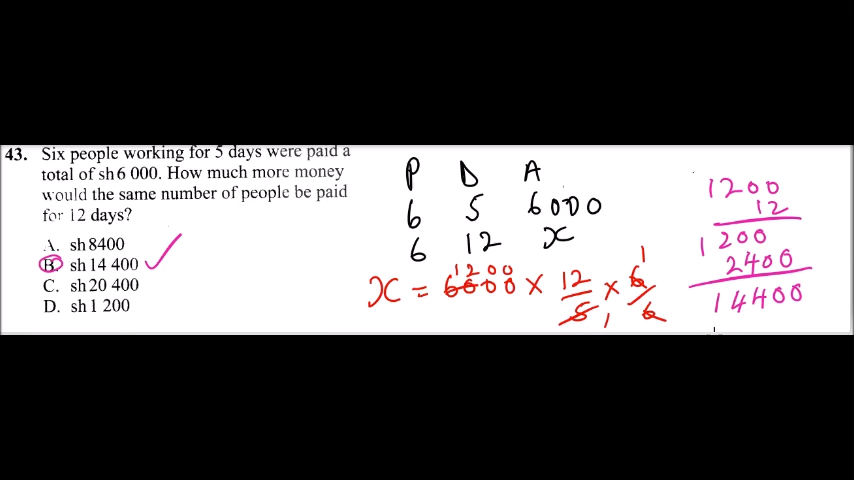 43. Six people working for 5 days were paid a
total of sh 6 000. How much more money
would the same number of people be paid
for 12 days?
A. sh 8400
B. sh 14 400
C. sh 20 400
D. sh 1 200
P D A
6 5 6000
6 12 x
1200 1
x = 6000 × 12/5 × 6/6
1
1200
12
1200
2400
14400